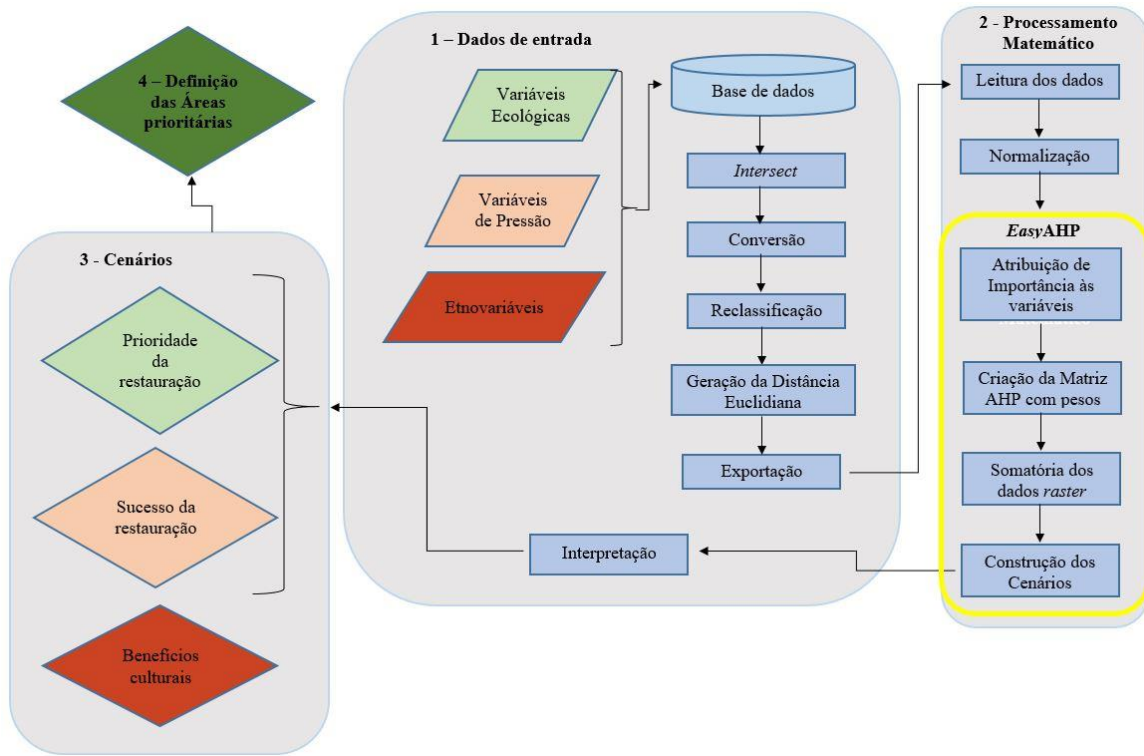 1 – Dados de entrada
Variáveis
Ecológicas
Variáveis
de Pressão
Etnovariáveis
Base de dados
Intersect
Conversão
Reclassificação
Geração da Distância
Euclidiana
Exportação
Interpretação
2 - Processamento
Matemático
Leitura dos dados
Normalização
EasyAHP
Atribuição de
Importância às
variáveis
Criação da Matriz
AHP com pesos
Somatória dos
dados raster
Construção dos
Cenários
3 - Cenários
Prioridade
da
restauração
Sucesso da
restauração
Benefícios
culturais
4 – Definição
das Áreas
prioritárias